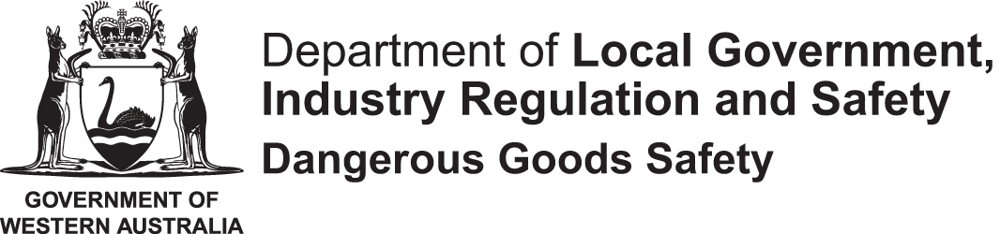 Department of Local Government,
Industry Regulation and Safety
Dangerous Goods Safety
GOVERNMENT OF
WESTERN AUSTRALIA